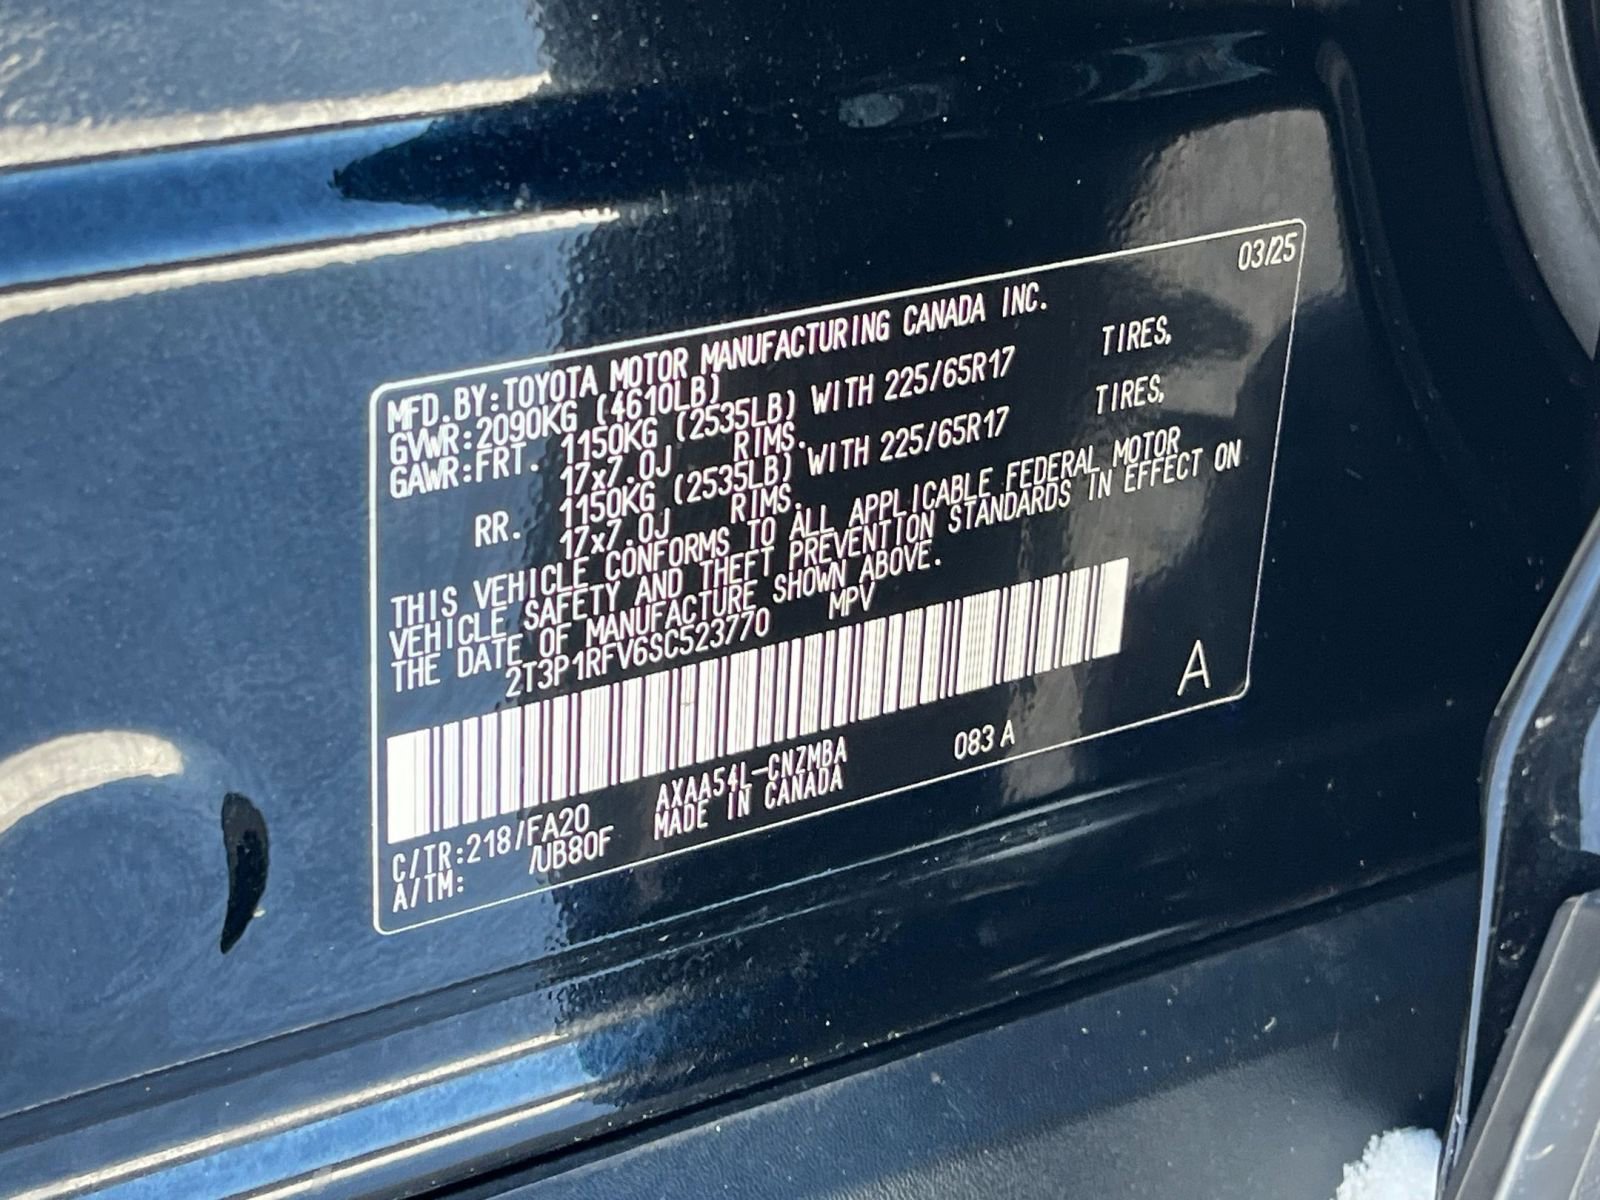 03/25
MFD.BY:TOYOTA MOTOR MANUFACTURING CANADA INC.
GVWR:2090KG (4610LB)
GAWR:FRT. 1150KG (2535LB) WITH 225/65R17 TIRES,
17x7.0J RIMS.
RR. 1150KG (2535LB) WITH 225/65R17 TIRES,
17x7.0J RIMS.
THIS VEHICLE CONFORMS TO ALL APPLICABLE FEDERAL MOTOR
VEHICLE SAFETY AND THEFT PREVENTION STANDARDS IN EFFECT ON
THE DATE OF MANUFACTURE SHOWN ABOVE.
2T3P1RFV6SC523770 MPV
A
C/TR:218/FA20 AXAA54L-CNZMBA 083 A
A/TM: /UB80F MADE IN CANADA